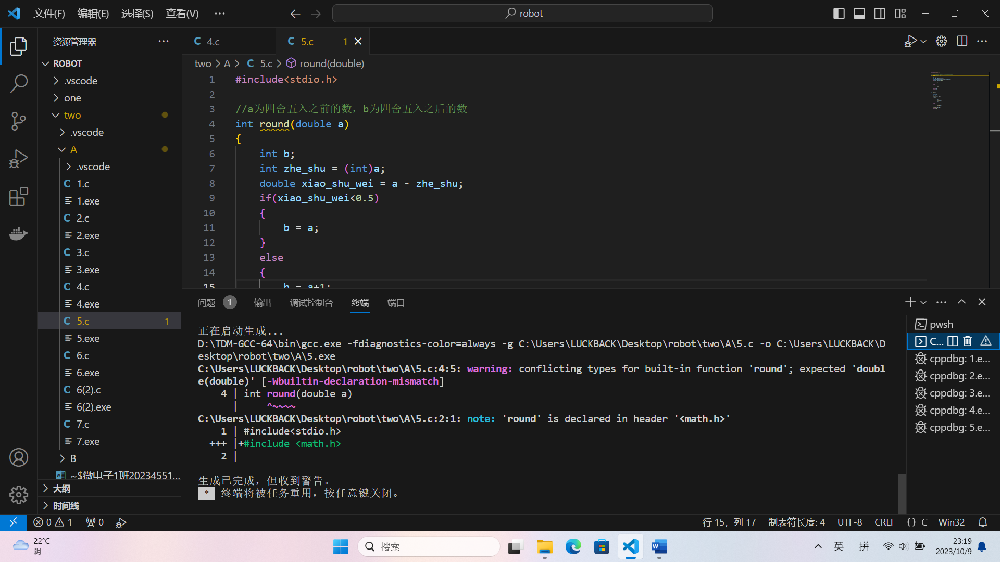 文件(F) 编辑(E) 选择(S) 查看(V) ··· robot
资源管理器 ···
ROBOT
.vscode
one
two
.vscode
A
.vscode
1.c
1.exe
2.c
2.exe
3.c
3.exe
4.c
4.exe
5.c 1
5.exe
6.c
6.exe
6(2).c
6(2).exe
7.c
7.exe
B
~$微电子1班20234551...
大纲
时间线
C 4.c
C 5.c 1
two > A > C 5.c > round(double)
1 #include<stdio.h>
2
3 //a为四舍五入之前的数，b为四舍五入之后的数
4 int round(double a)
5 {
6 int b;
7 int zhe_shu = (int)a;
8 double xiao_shu_wei = a - zhe_shu;
9 if(xiao_shu_wei<0.5)
10 {
11 b = a;
12 }
13 else
14 {
15 b = a+1;
问题 1 输出 调试控制台 终端 端口
正在启动生成...
D:\TDM-GCC-64\bin\gcc.exe -fdiagnostics-color=always -g C:\Users\LUCKBACK\Desktop\robot\two\A\5.c -o C:\Users\LUCKBACK\D
esktop\robot\two\A\5.exe
C:\Users\LUCKBACK\Desktop\robot\two\A\5.c:4:5: warning: conflicting types for built-in function 'round'; expected 'doubl
e(double)' [-Wbuiltin-declaration-mismatch]
4 | int round(double a)
| ^~~~~
C:\Users\LUCKBACK\Desktop\robot\two\A\5.c:2:1: note: 'round' is declared in header '<math.h>'
1 | #include<stdio.h>
+++ |+#include <math.h>
2 |
生成已完成，但收到警告。
* 终端将被任务重用，按任意键关闭。
pwsh
C...
cppdbg: 1.e...
cppdbg: 2.e...
cppdbg: 3.e...
cppdbg: 4.e...
cppdbg: 5.e...
0 1 0 行 15，列 17 制表符长度: 4 UTF-8 CRLF {} C Win32
22°C
阴
搜索
英 拼
23:19
2023/10/9